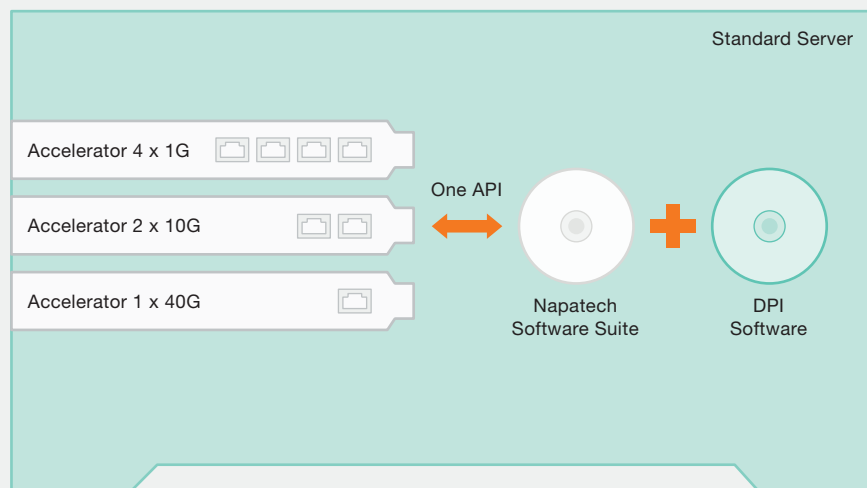 Standard Server
Accelerator 4 x 1G
Accelerator 2 x 10G
Accelerator 1 x 40G
One API
Napatech
Software Suite
DPI
Software